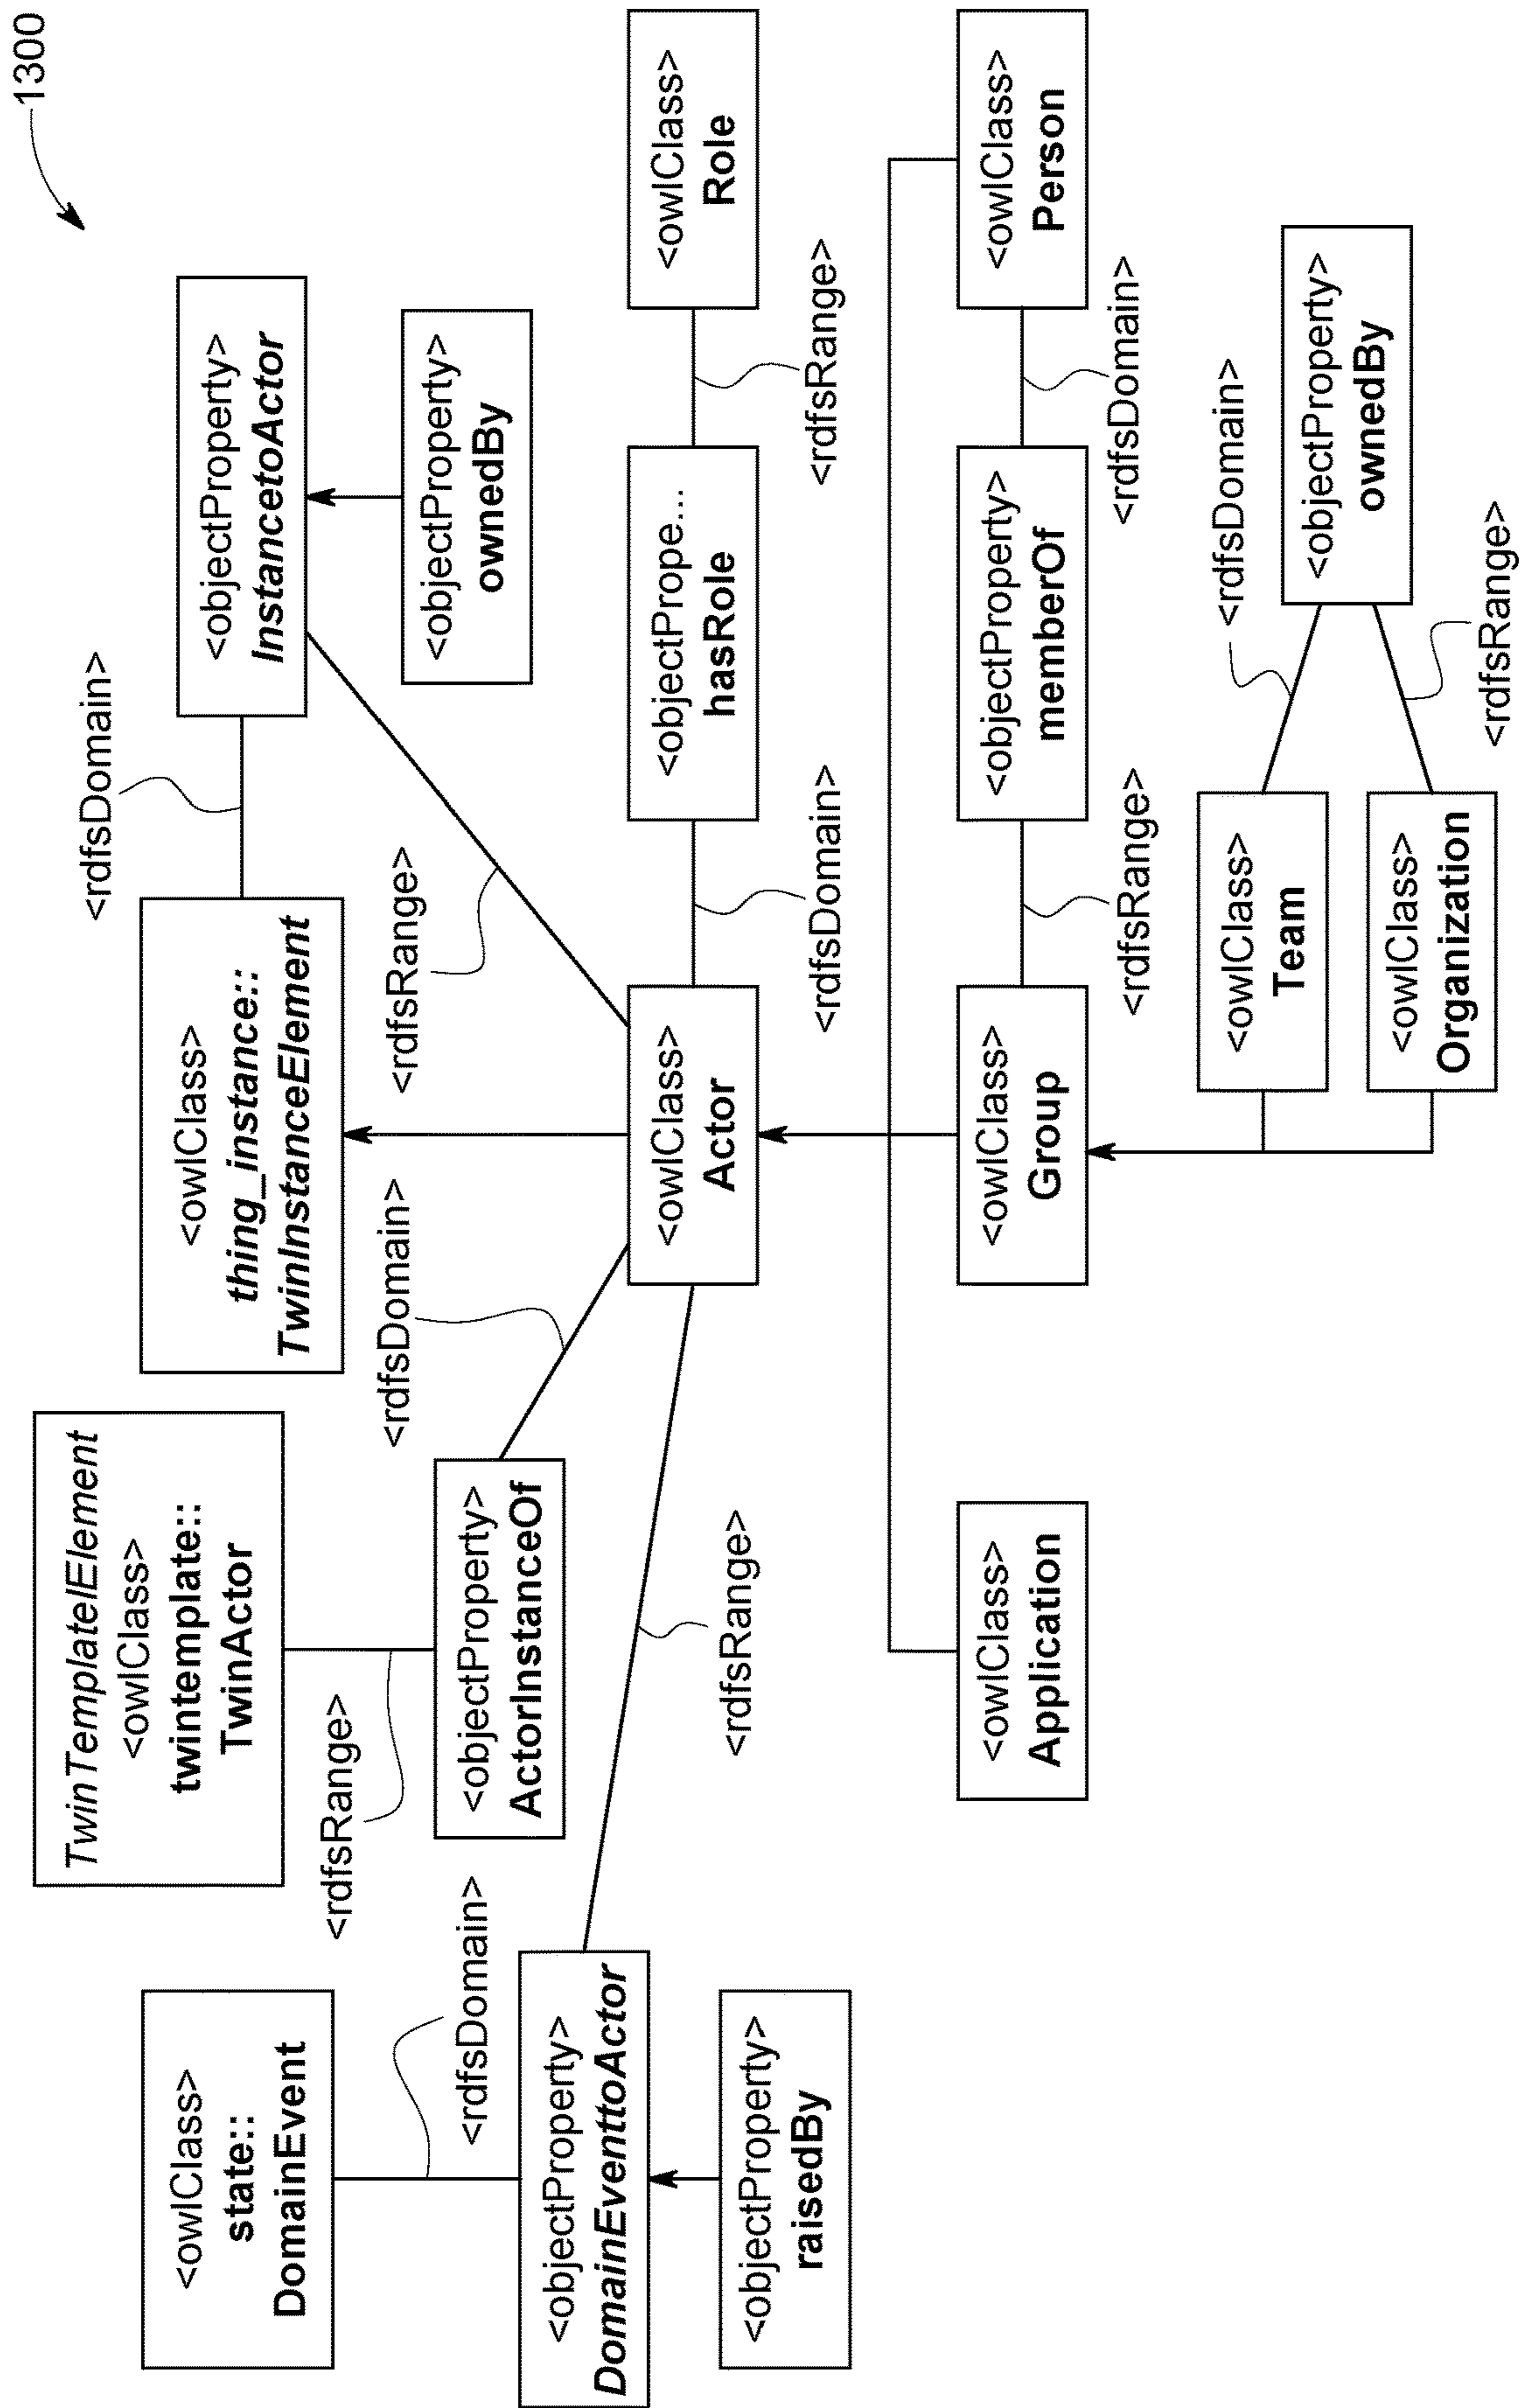 1300
TwinTemplatelElement
<owlClass>
twintemplate::
TwinActor
<owlClass>
state::
DomainEvent
<owlClass>
thing_instance::
TwinInstanceElement
<rdfsDomain>
<objectProperty>
InstancetoActor
<rdfsRange>
<rdfsDomain>
<rdfsDomain>
<rdfsRange>
<objectProperty>
ownedBy
<objectProperty>
ActorInstanceOf
<objectProperty>
DomainEventtoActor
<owlClass>
Actor
<rdfsDomain>
<objectPrope...
hasRole
<rdfsRange>
<owlClass>
Role
<objectProperty>
raisedBy
<rdfsRange>
<owlClass>
Application
<owlClass>
Group
<rdfsRange>
<objectProperty>
memberOf
<rdfsDomain>
<owlClass>
Person
<owlClass>
Team
<rdfsDomain>
<objectProperty>
ownedBy
<owlClass>
Organization
<rdfsRange>